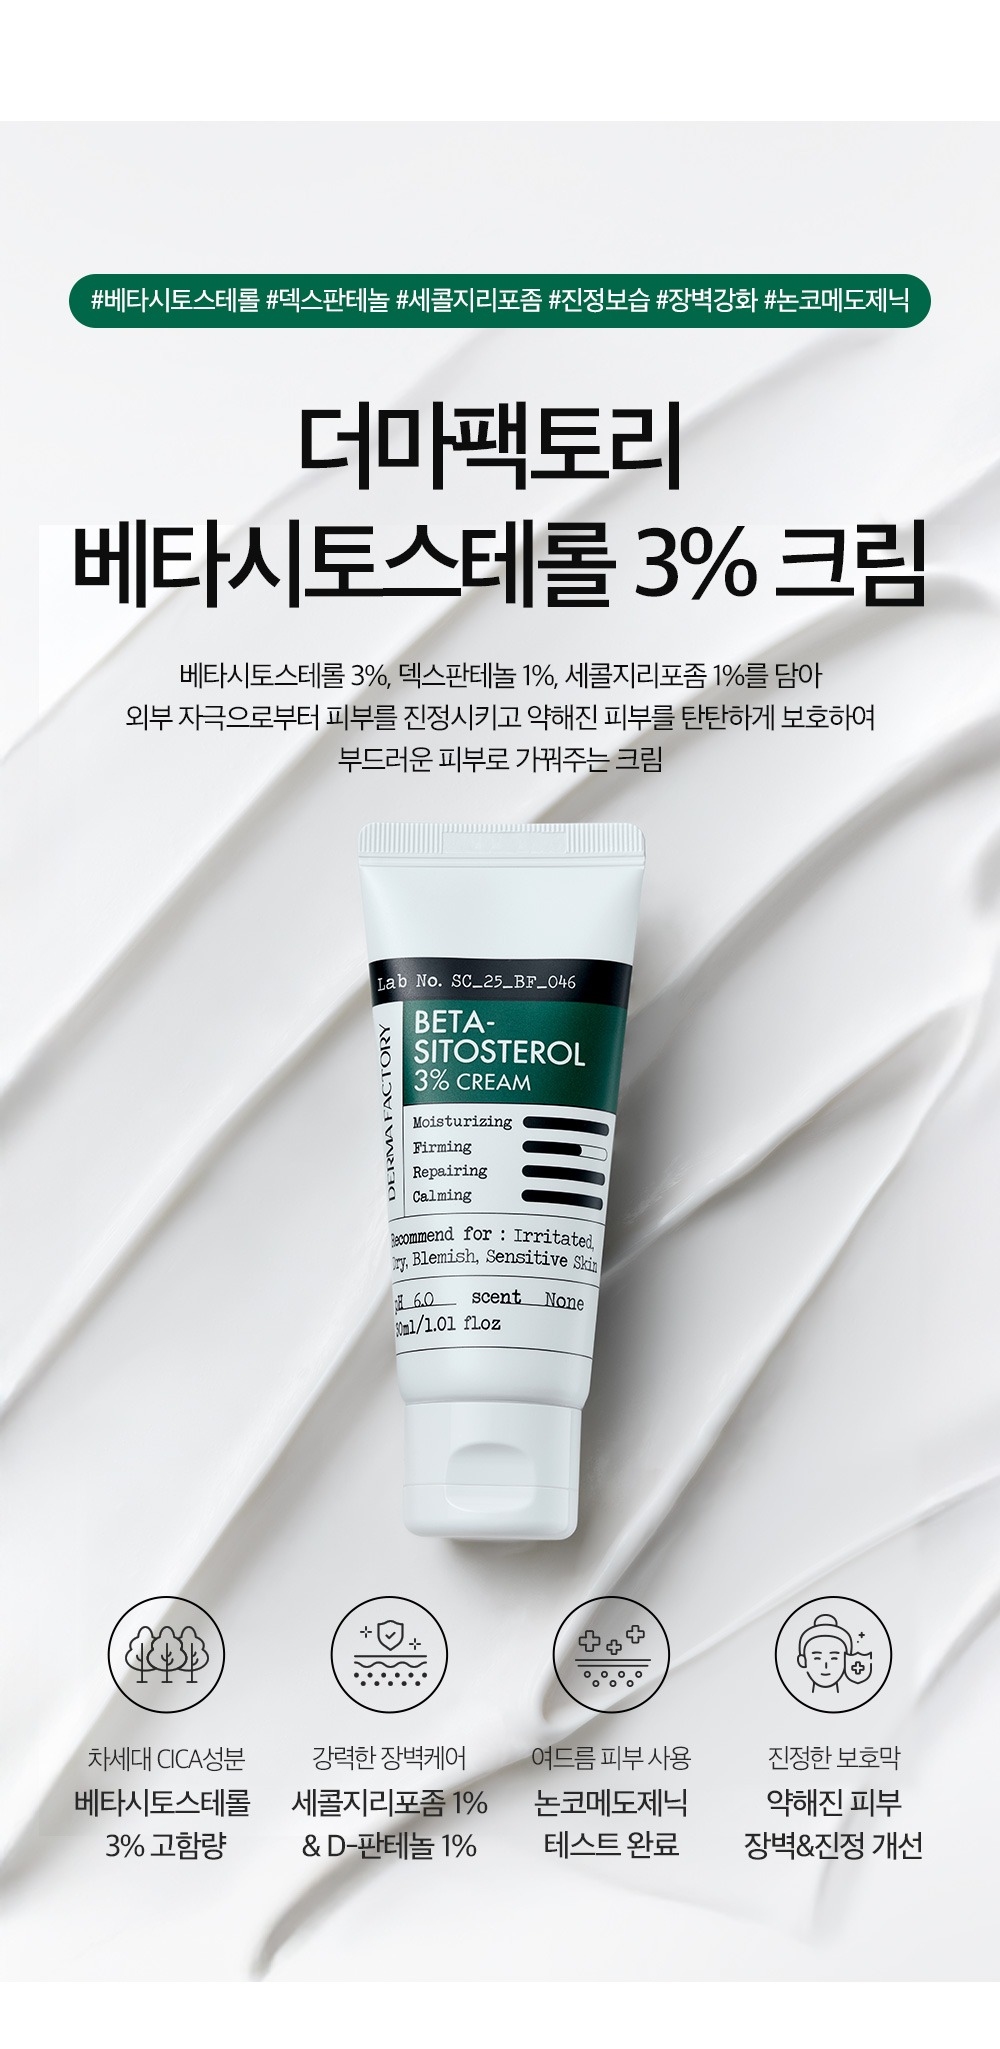 #베타시토스테롤 #덱스판테놀 #세콜지리포좀 #진정보습 #장벽강화 #논코메도제닉
더마팩토리
베타시토스테롤 3% 크림
베타시토스테롤 3%, 덱스판테놀 1%, 세콜지리포좀 1%를 담아
외부 자극으로부터 피부를 진정시키고 약해진 피부를 탄탄하게 보호하여
부드러운 피부로 가꿔주는 크림
Lab No. SC_25_BF_046
DERMA FACTORY
BETA-
SITOSTEROL
3% CREAM
Moisturizing
Firming
Repairing
Calming
Recommend for : Irritated,
Dry, Blemish, Sensitive Skin
pH 6.0 scent None
30ml/1.01 fl.oz
차세대 CICA성분
베타시토스테롤
3% 고함량
강력한 장벽케어
세콜지리포좀 1%
& D-판테놀 1%
여드름 피부 사용
논코메도제닉
테스트 완료
진정한 보호막
약해진 피부
장벽&진정 개선